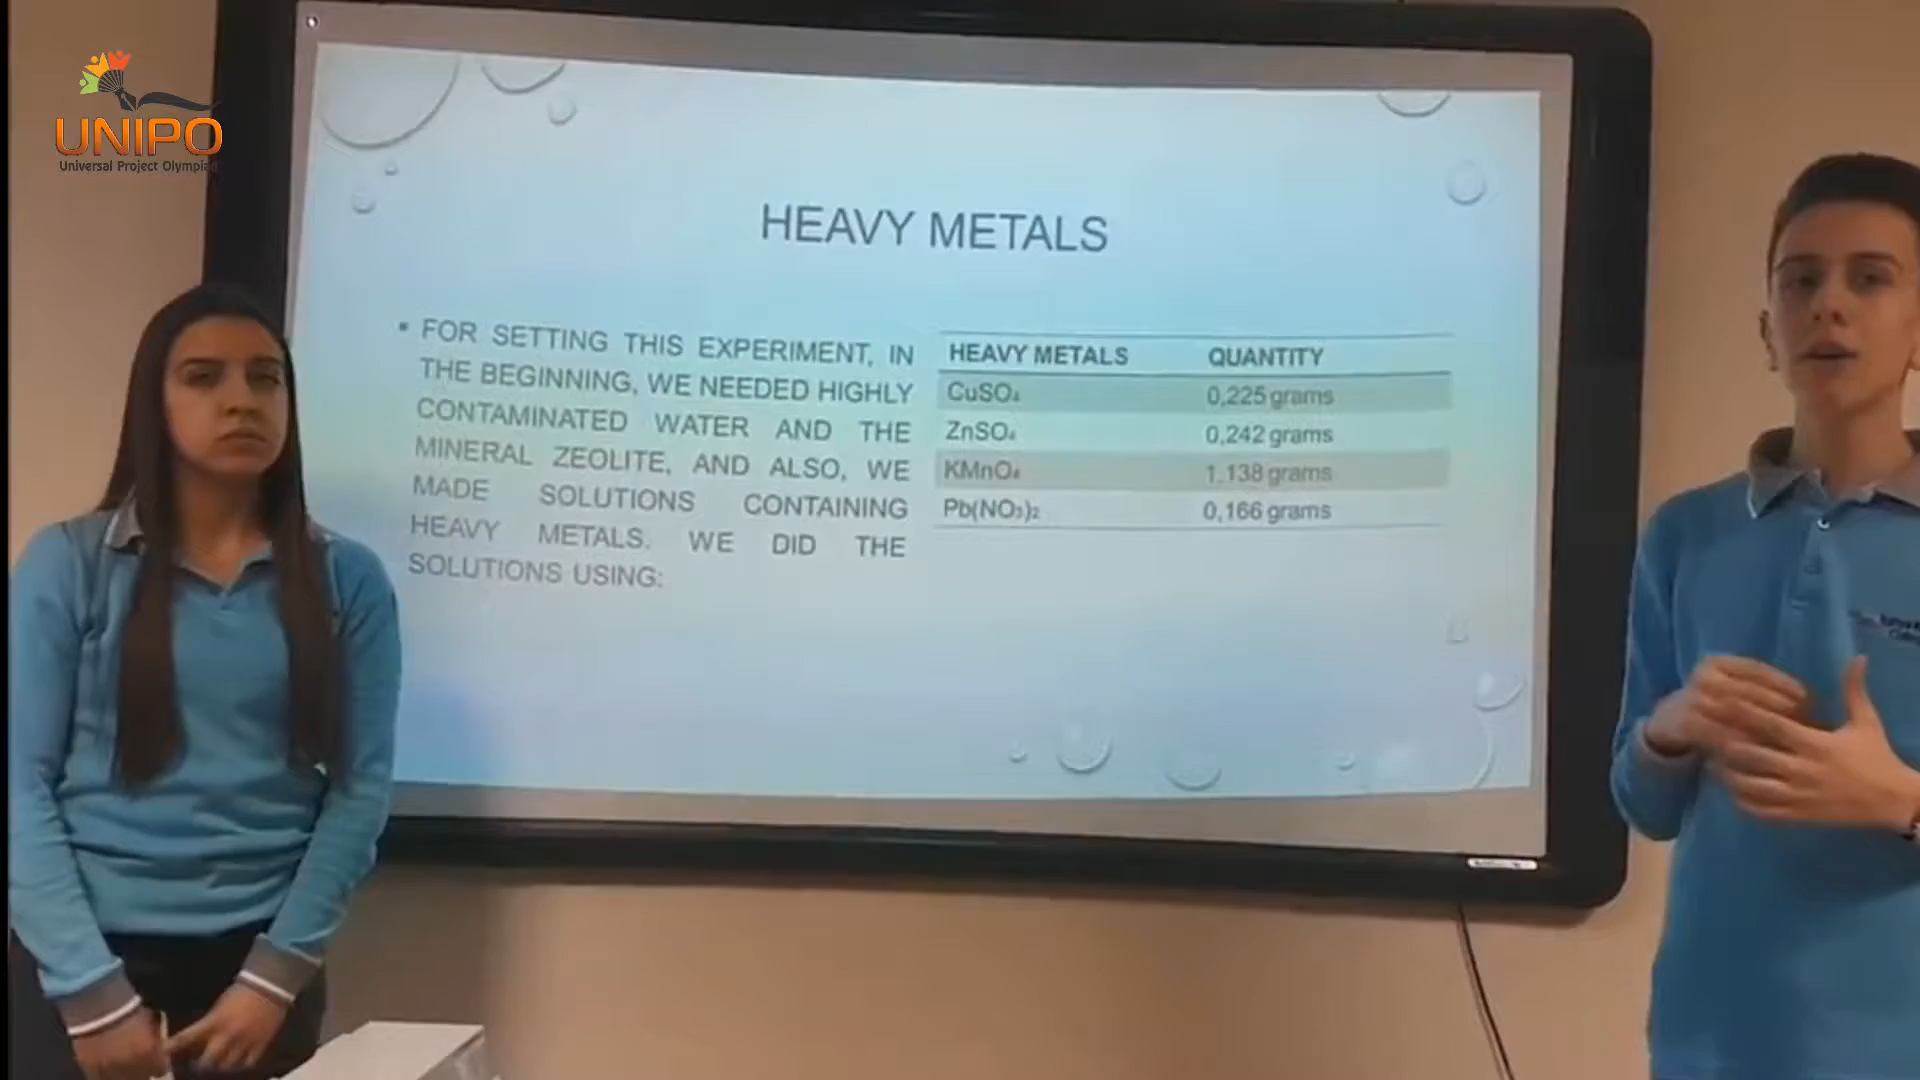 UNIPO
Universal Project Olympiad
HEAVY METALS
▪ FOR SETTING THIS EXPERIMENT, IN
THE BEGINNING, WE NEEDED HIGHLY
CONTAMINATED WATER AND THE
MINERAL ZEOLITE, AND ALSO, WE
MADE SOLUTIONS CONTAINING
HEAVY METALS. WE DID THE
SOLUTIONS USING:
HEAVY METALS QUANTITY
CuSO₄ 0,225 grams
ZnSO₄ 0,242 grams
KMnO₄ 1,138 grams
Pb(NO₃)₂ 0,166 grams